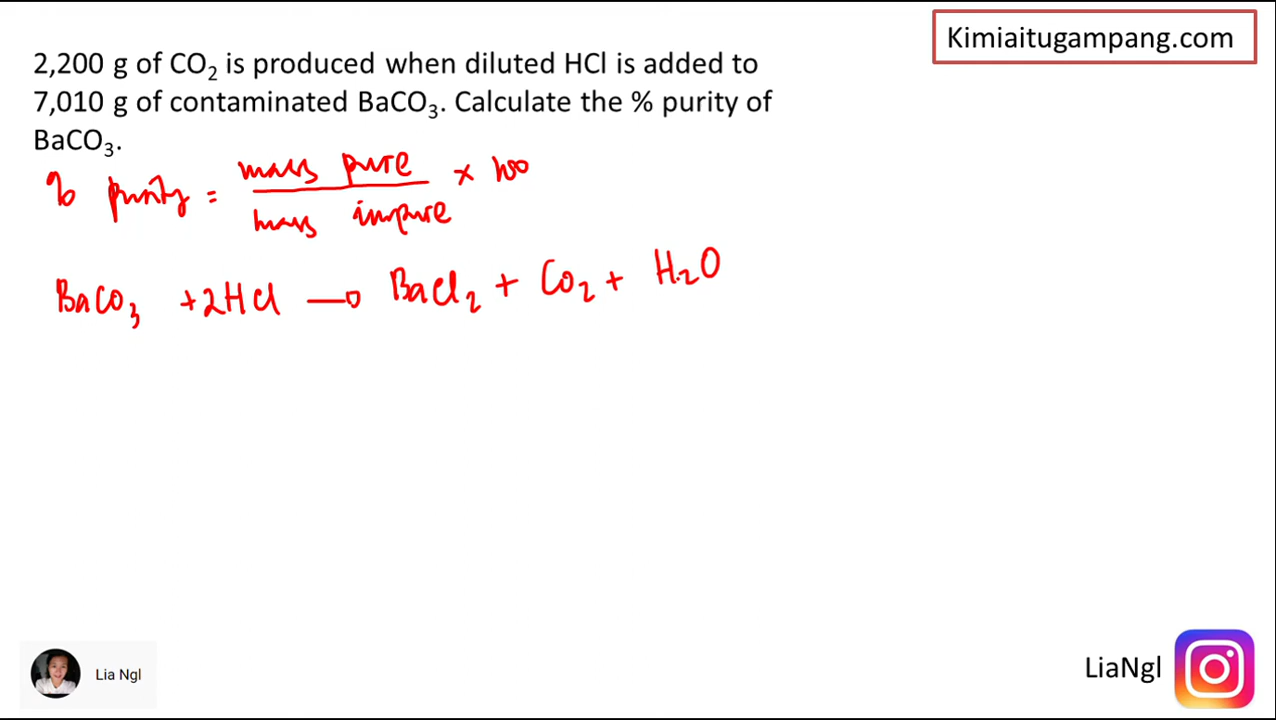 Kimiaitugampang.com
2,200 g of CO₂ is produced when diluted HCl is added to
7,010 g of contaminated BaCO₃. Calculate the % purity of
BaCO₃.
% purity = mass pure / mass impure × 100
BaCO₃ + 2HCl → BaCl₂ + CO₂ + H₂O
Lia Ngl
LiaNgl